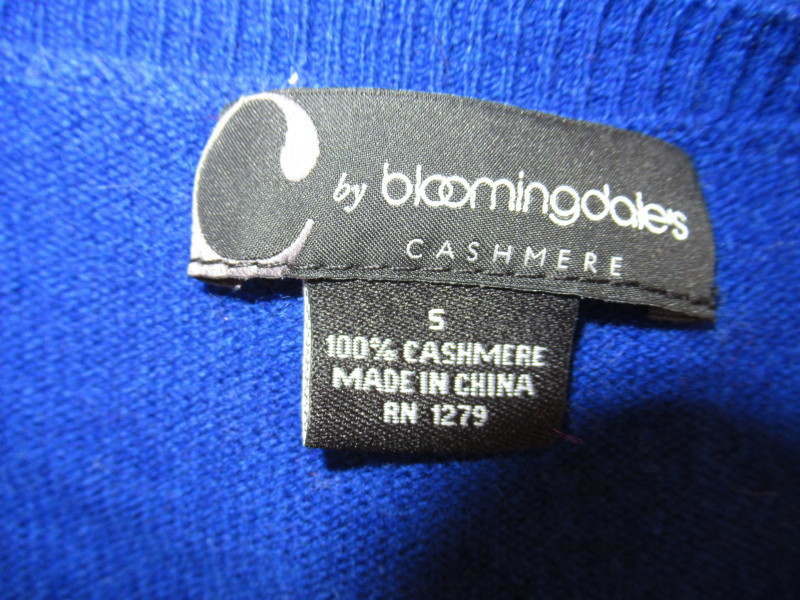 C by bloomingdale's
CASHMERE
S
100% CASHMERE
MADE IN CHINA
RN 1279